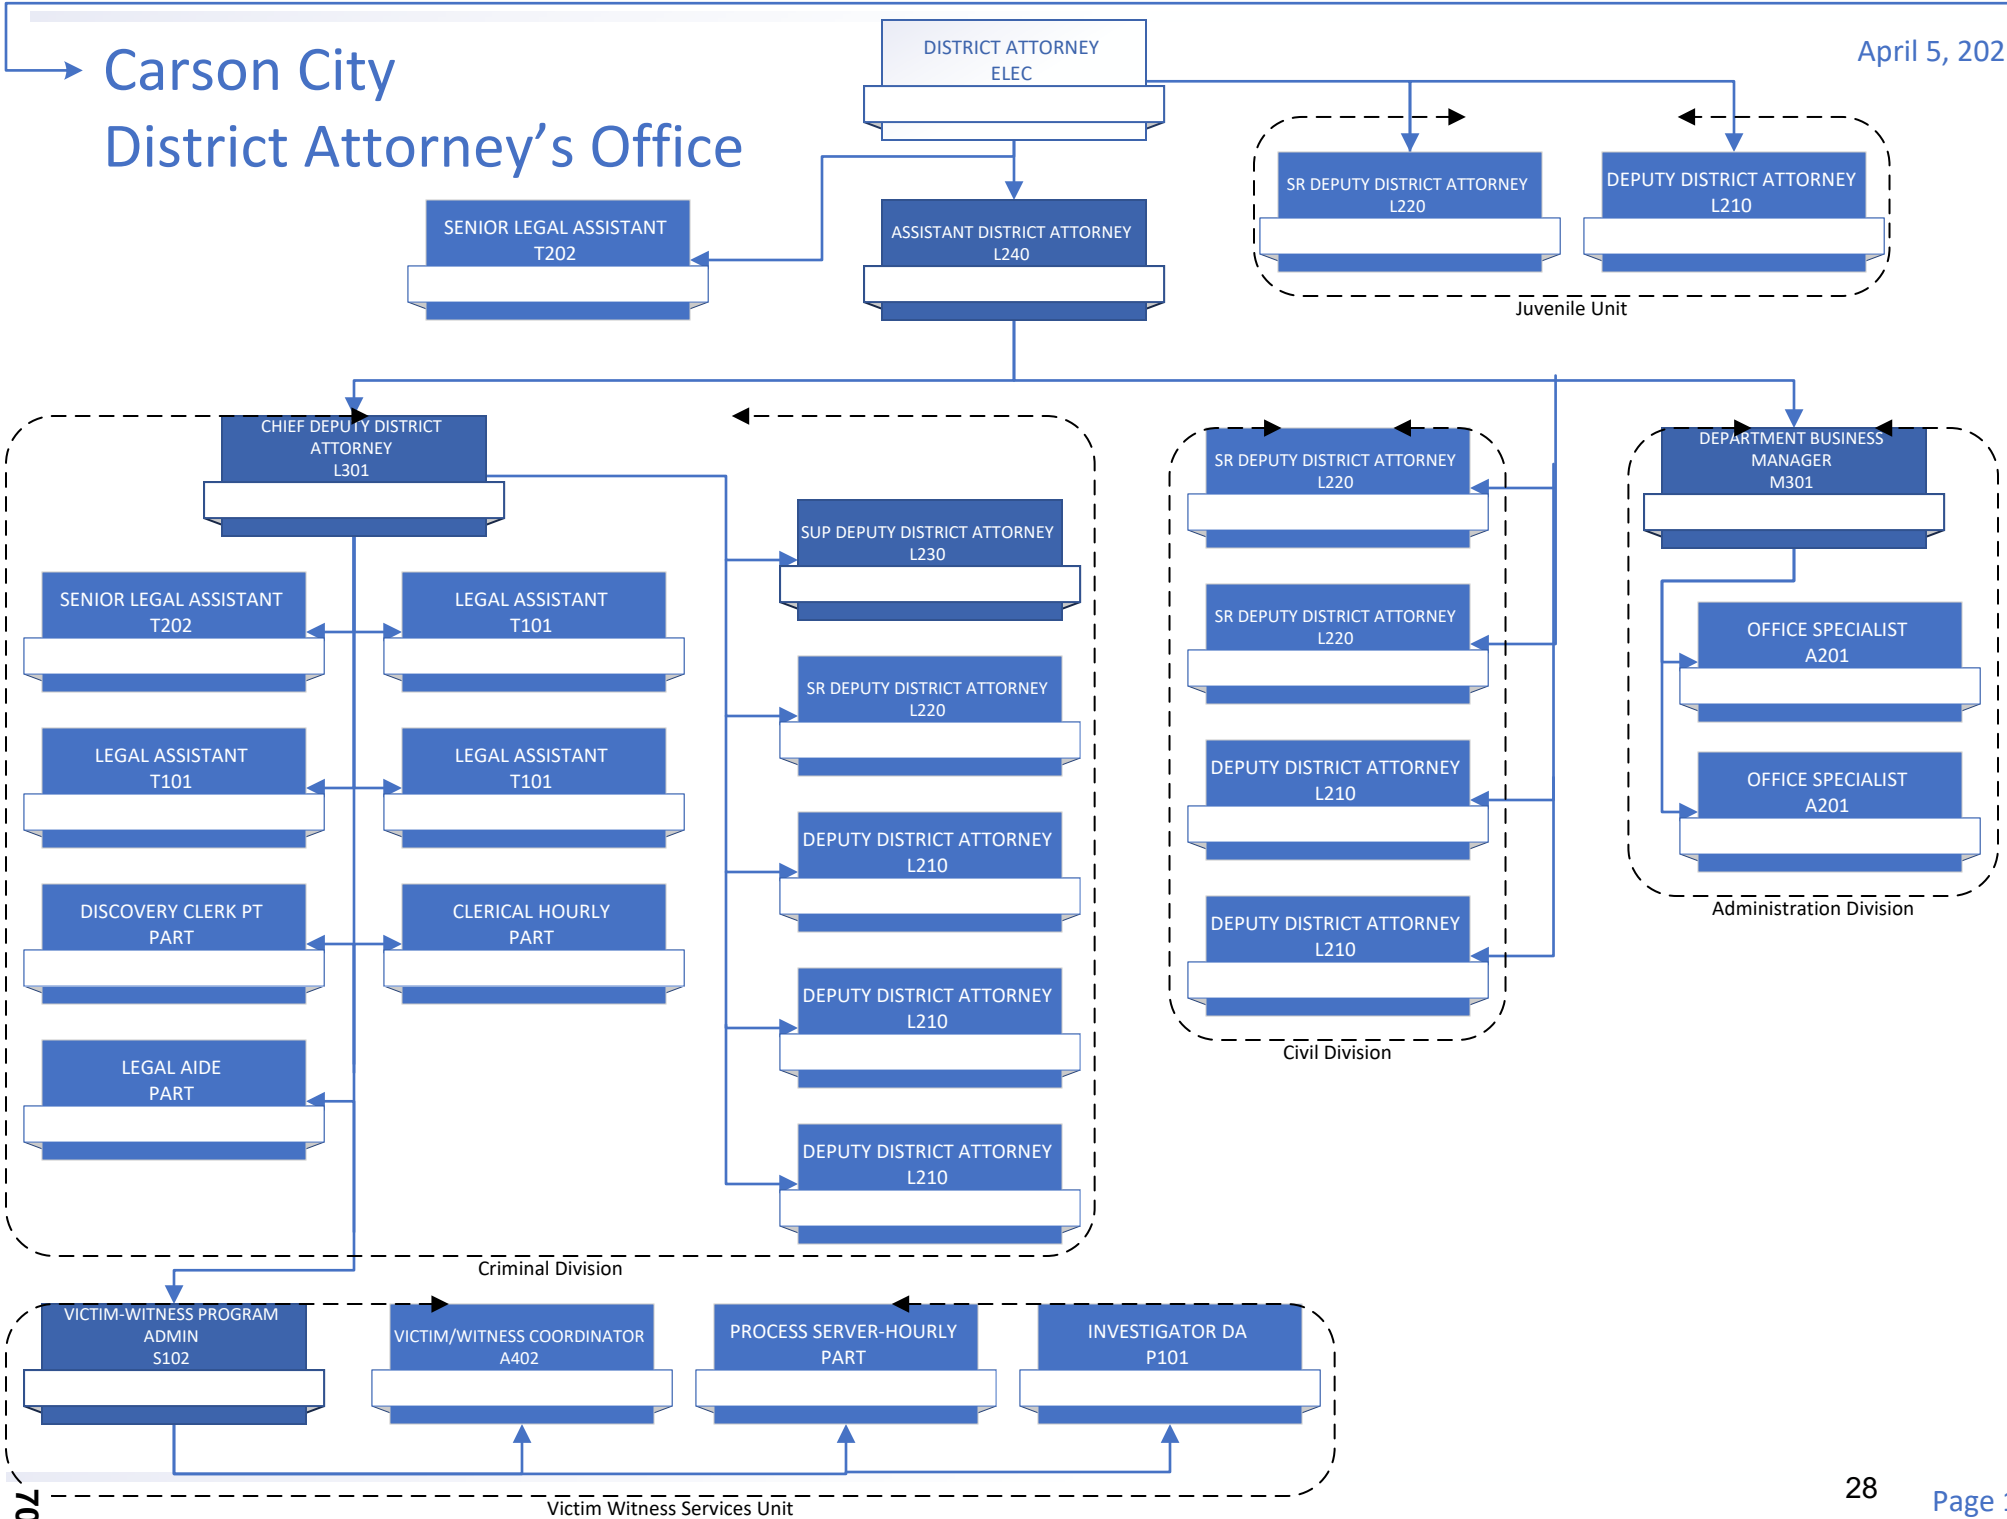 Carson City
District Attorney's Office
April 5, 202
DISTRICT ATTORNEY
ELEC
SR DEPUTY DISTRICT ATTORNEY
L220
DEPUTY DISTRICT ATTORNEY
L210
Juvenile Unit
SENIOR LEGAL ASSISTANT
T202
ASSISTANT DISTRICT ATTORNEY
L240
CHIEF DEPUTY DISTRICT
ATTORNEY
L301
SENIOR LEGAL ASSISTANT
T202
LEGAL ASSISTANT
T101
LEGAL ASSISTANT
T101
LEGAL ASSISTANT
T101
DISCOVERY CLERK PT
PART
CLERICAL HOURLY
PART
LEGAL AIDE
PART
SUP DEPUTY DISTRICT ATTORNEY
L230
SR DEPUTY DISTRICT ATTORNEY
L220
DEPUTY DISTRICT ATTORNEY
L210
DEPUTY DISTRICT ATTORNEY
L210
DEPUTY DISTRICT ATTORNEY
L210
Criminal Division
SR DEPUTY DISTRICT ATTORNEY
L220
SR DEPUTY DISTRICT ATTORNEY
L220
DEPUTY DISTRICT ATTORNEY
L210
DEPUTY DISTRICT ATTORNEY
L210
Civil Division
DEPARTMENT BUSINESS
MANAGER
M301
OFFICE SPECIALIST
A201
OFFICE SPECIALIST
A201
Administration Division
VICTIM-WITNESS PROGRAM
ADMIN
S102
VICTIM/WITNESS COORDINATOR
A402
PROCESS SERVER-HOURLY
PART
INVESTIGATOR DA
P101
Victim Witness Services Unit
70
28
Page 1